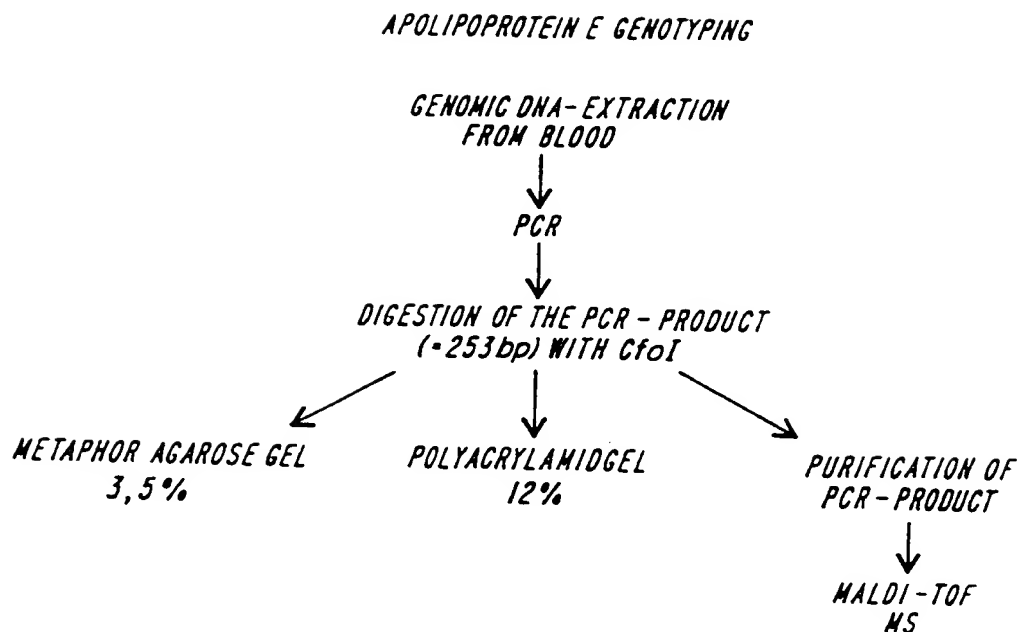 APOLIPOPROTEIN E GENOTYPING
GENOMIC DNA-EXTRACTION
FROM BLOOD
PCR
DIGESTION OF THE PCR-PRODUCT
(=253bp) WITH CfoI
METAPHOR AGAROSE GEL
3,5%
POLYACRYLAMIDGEL
12%
PURIFICATION OF
PCR-PRODUCT
MALDI-TOF
MS